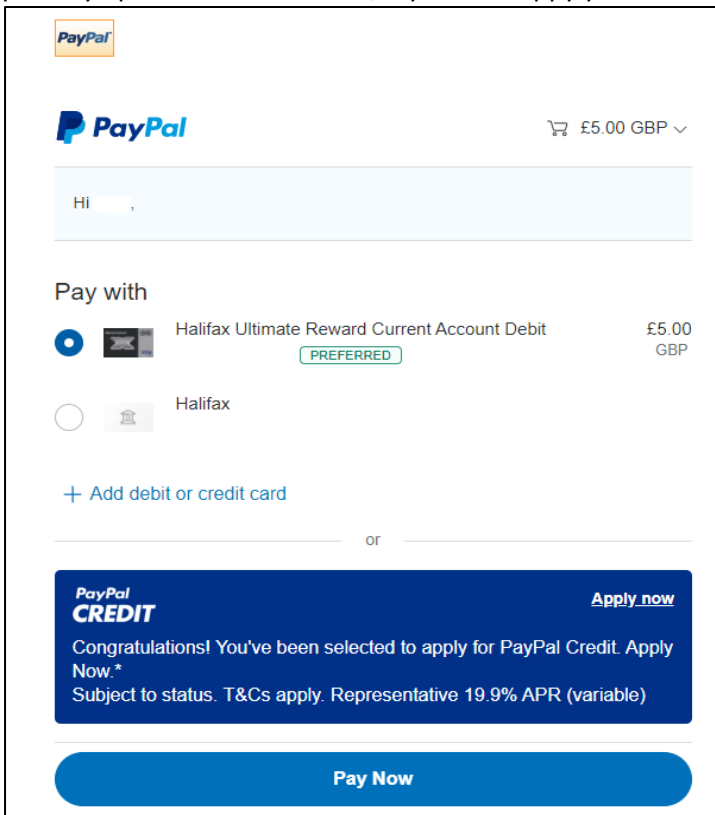 PayPal
PayPal £5.00 GBP
Hi ,
Pay with
Halifax Ultimate Reward Current Account Debit £5.00
PREFERRED GBP
Halifax
+ Add debit or credit card
or
PayPal
CREDIT Apply now
Congratulations! You've been selected to apply for PayPal Credit. Apply
Now.*
Subject to status. T&Cs apply. Representative 19.9% APR (variable)
Pay Now